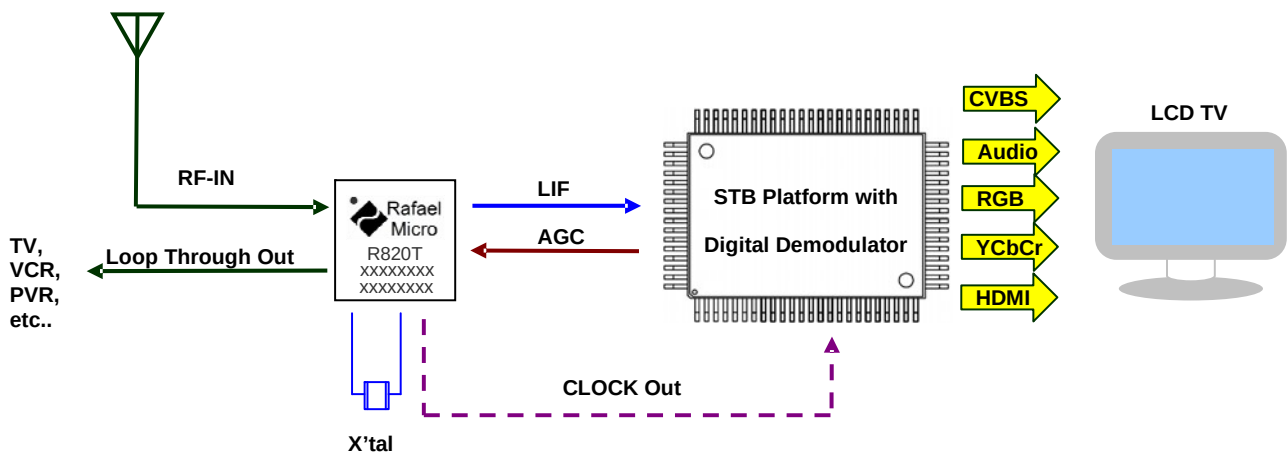 RF-IN
Loop Through Out
TV,
VCR,
PVR,
etc..
Rafael
Micro
R820T
XXXXXXXX
XXXXXXXX
X'tal
LIF
AGC
CLOCK Out
STB Platform with
Digital Demodulator
CVBS
Audio
RGB
YCbCr
HDMI
LCD TV